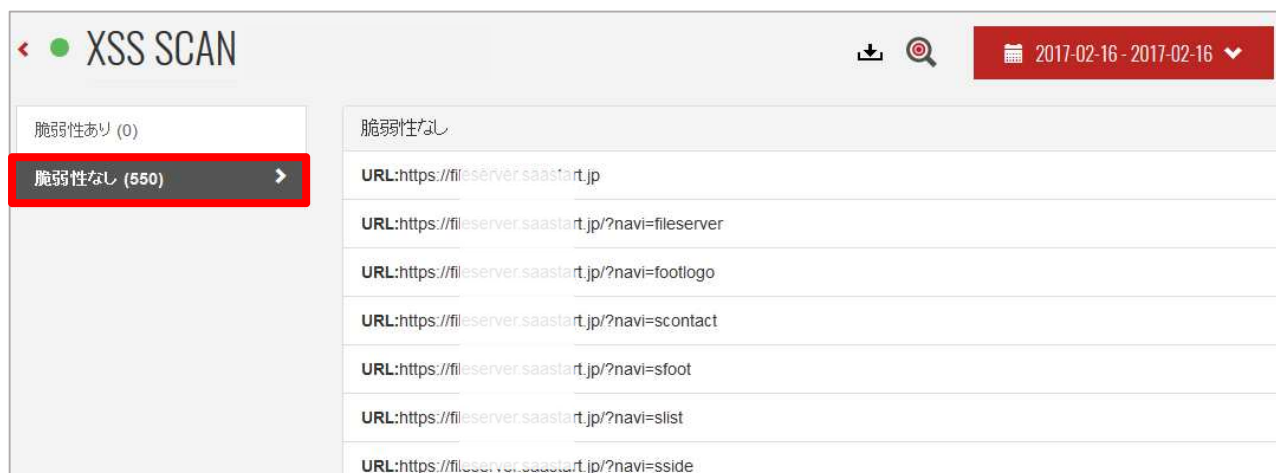 XSS SCAN
2017-02-16 - 2017-02-16
脆弱性あり (0)
脆弱性なし (550)
脆弱性なし
URL:https://fileserver.saastart.jp
URL:https://fileserver.saastart.jp/?navi=fileserver
URL:https://fileserver.saastart.jp/?navi=footlogo
URL:https://fileserver.saastart.jp/?navi=scontact
URL:https://fileserver.saastart.jp/?navi=sfoot
URL:https://fileserver.saastart.jp/?navi=slist
URL:https://fileserver.saastart.jp/?navi=sside